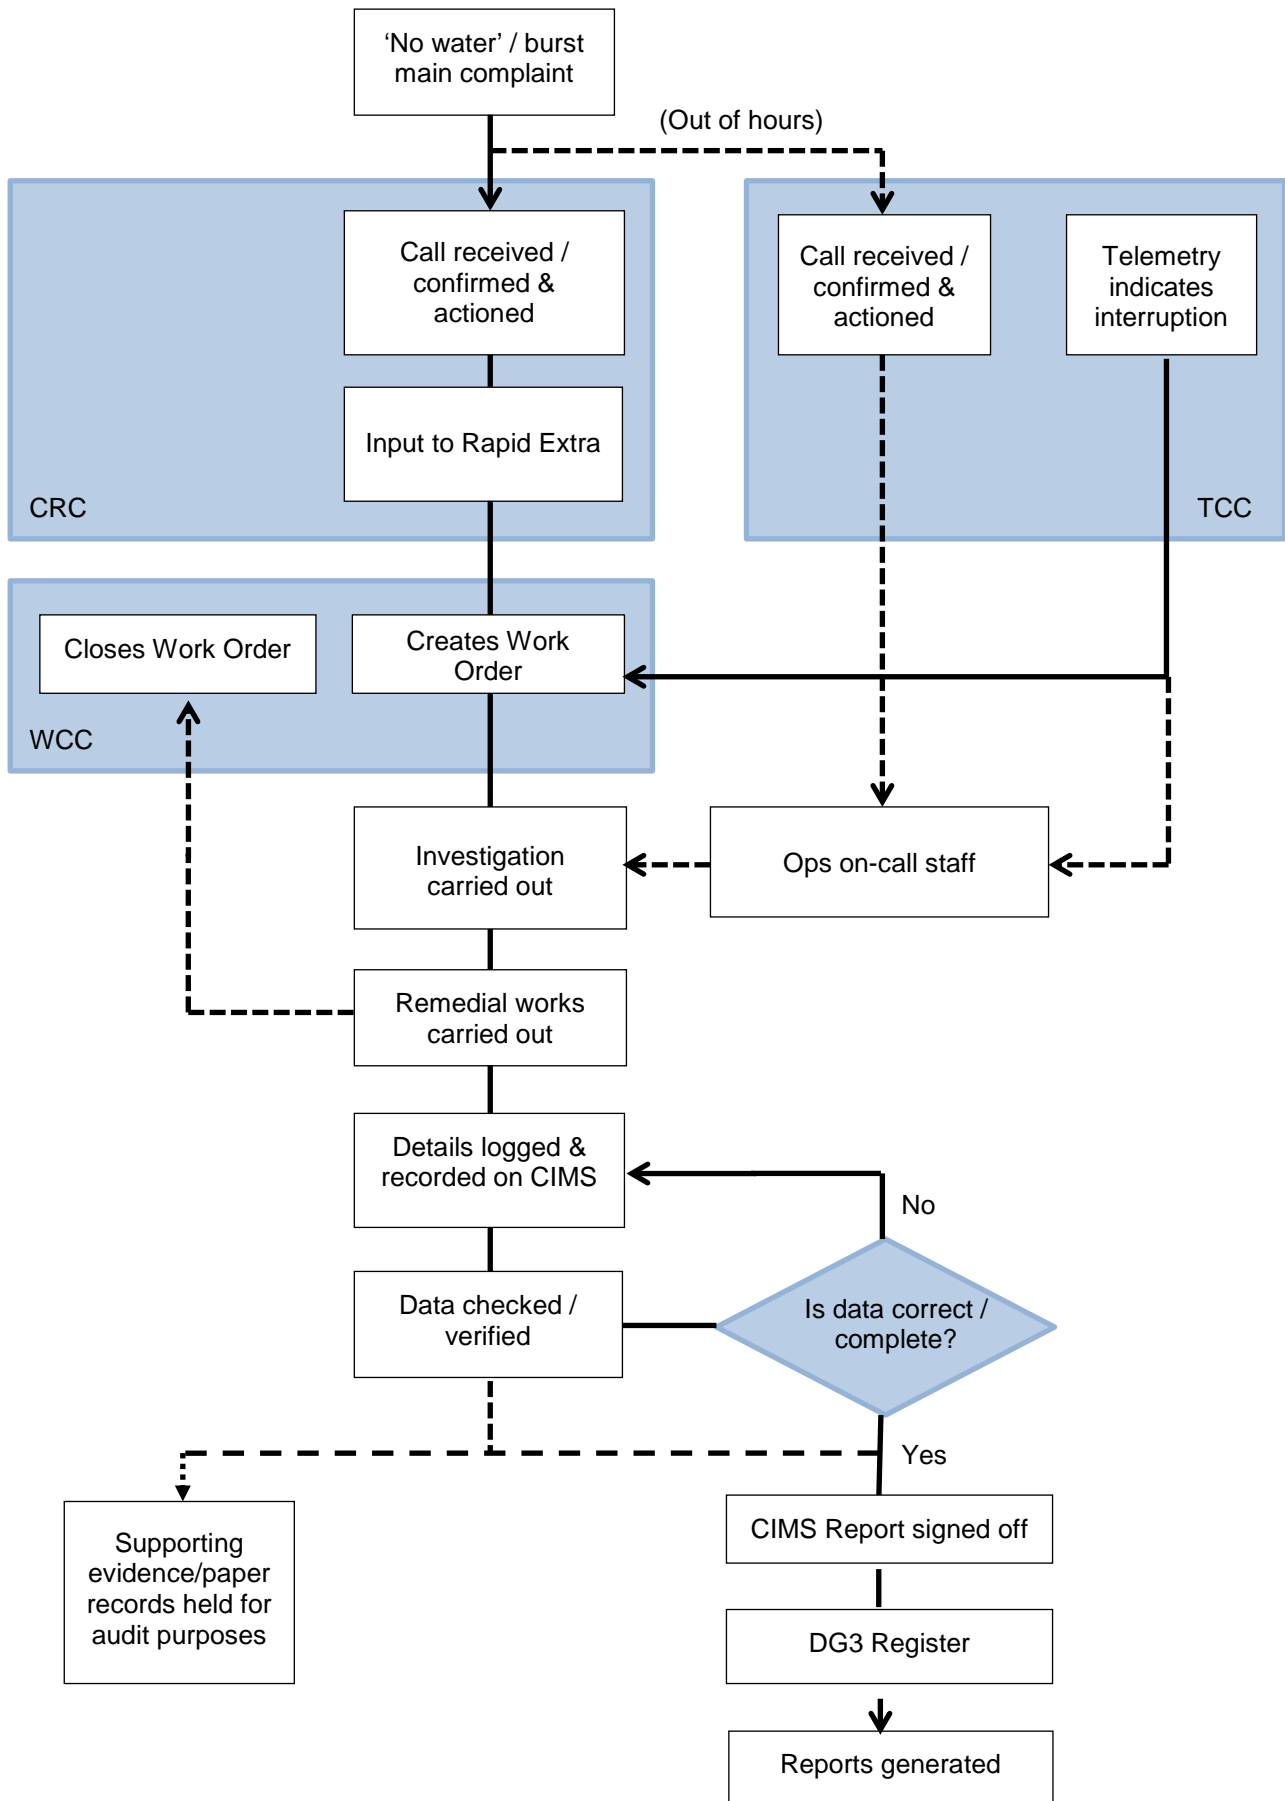 ‘No water’ / burst
main complaint
(Out of hours)
Call received /
confirmed &
actioned
Call received /
confirmed &
actioned
Telemetry
indicates
interruption
Input to Rapid Extra
CRC
TCC
Closes Work Order
Creates Work
Order
WCC
Investigation
carried out
Ops on-call staff
Remedial works
carried out
Details logged &
recorded on CIMS
No
Data checked /
verified
Is data correct /
complete?
Yes
Supporting
evidence/paper
records held for
audit purposes
CIMS Report signed off
DG3 Register
Reports generated